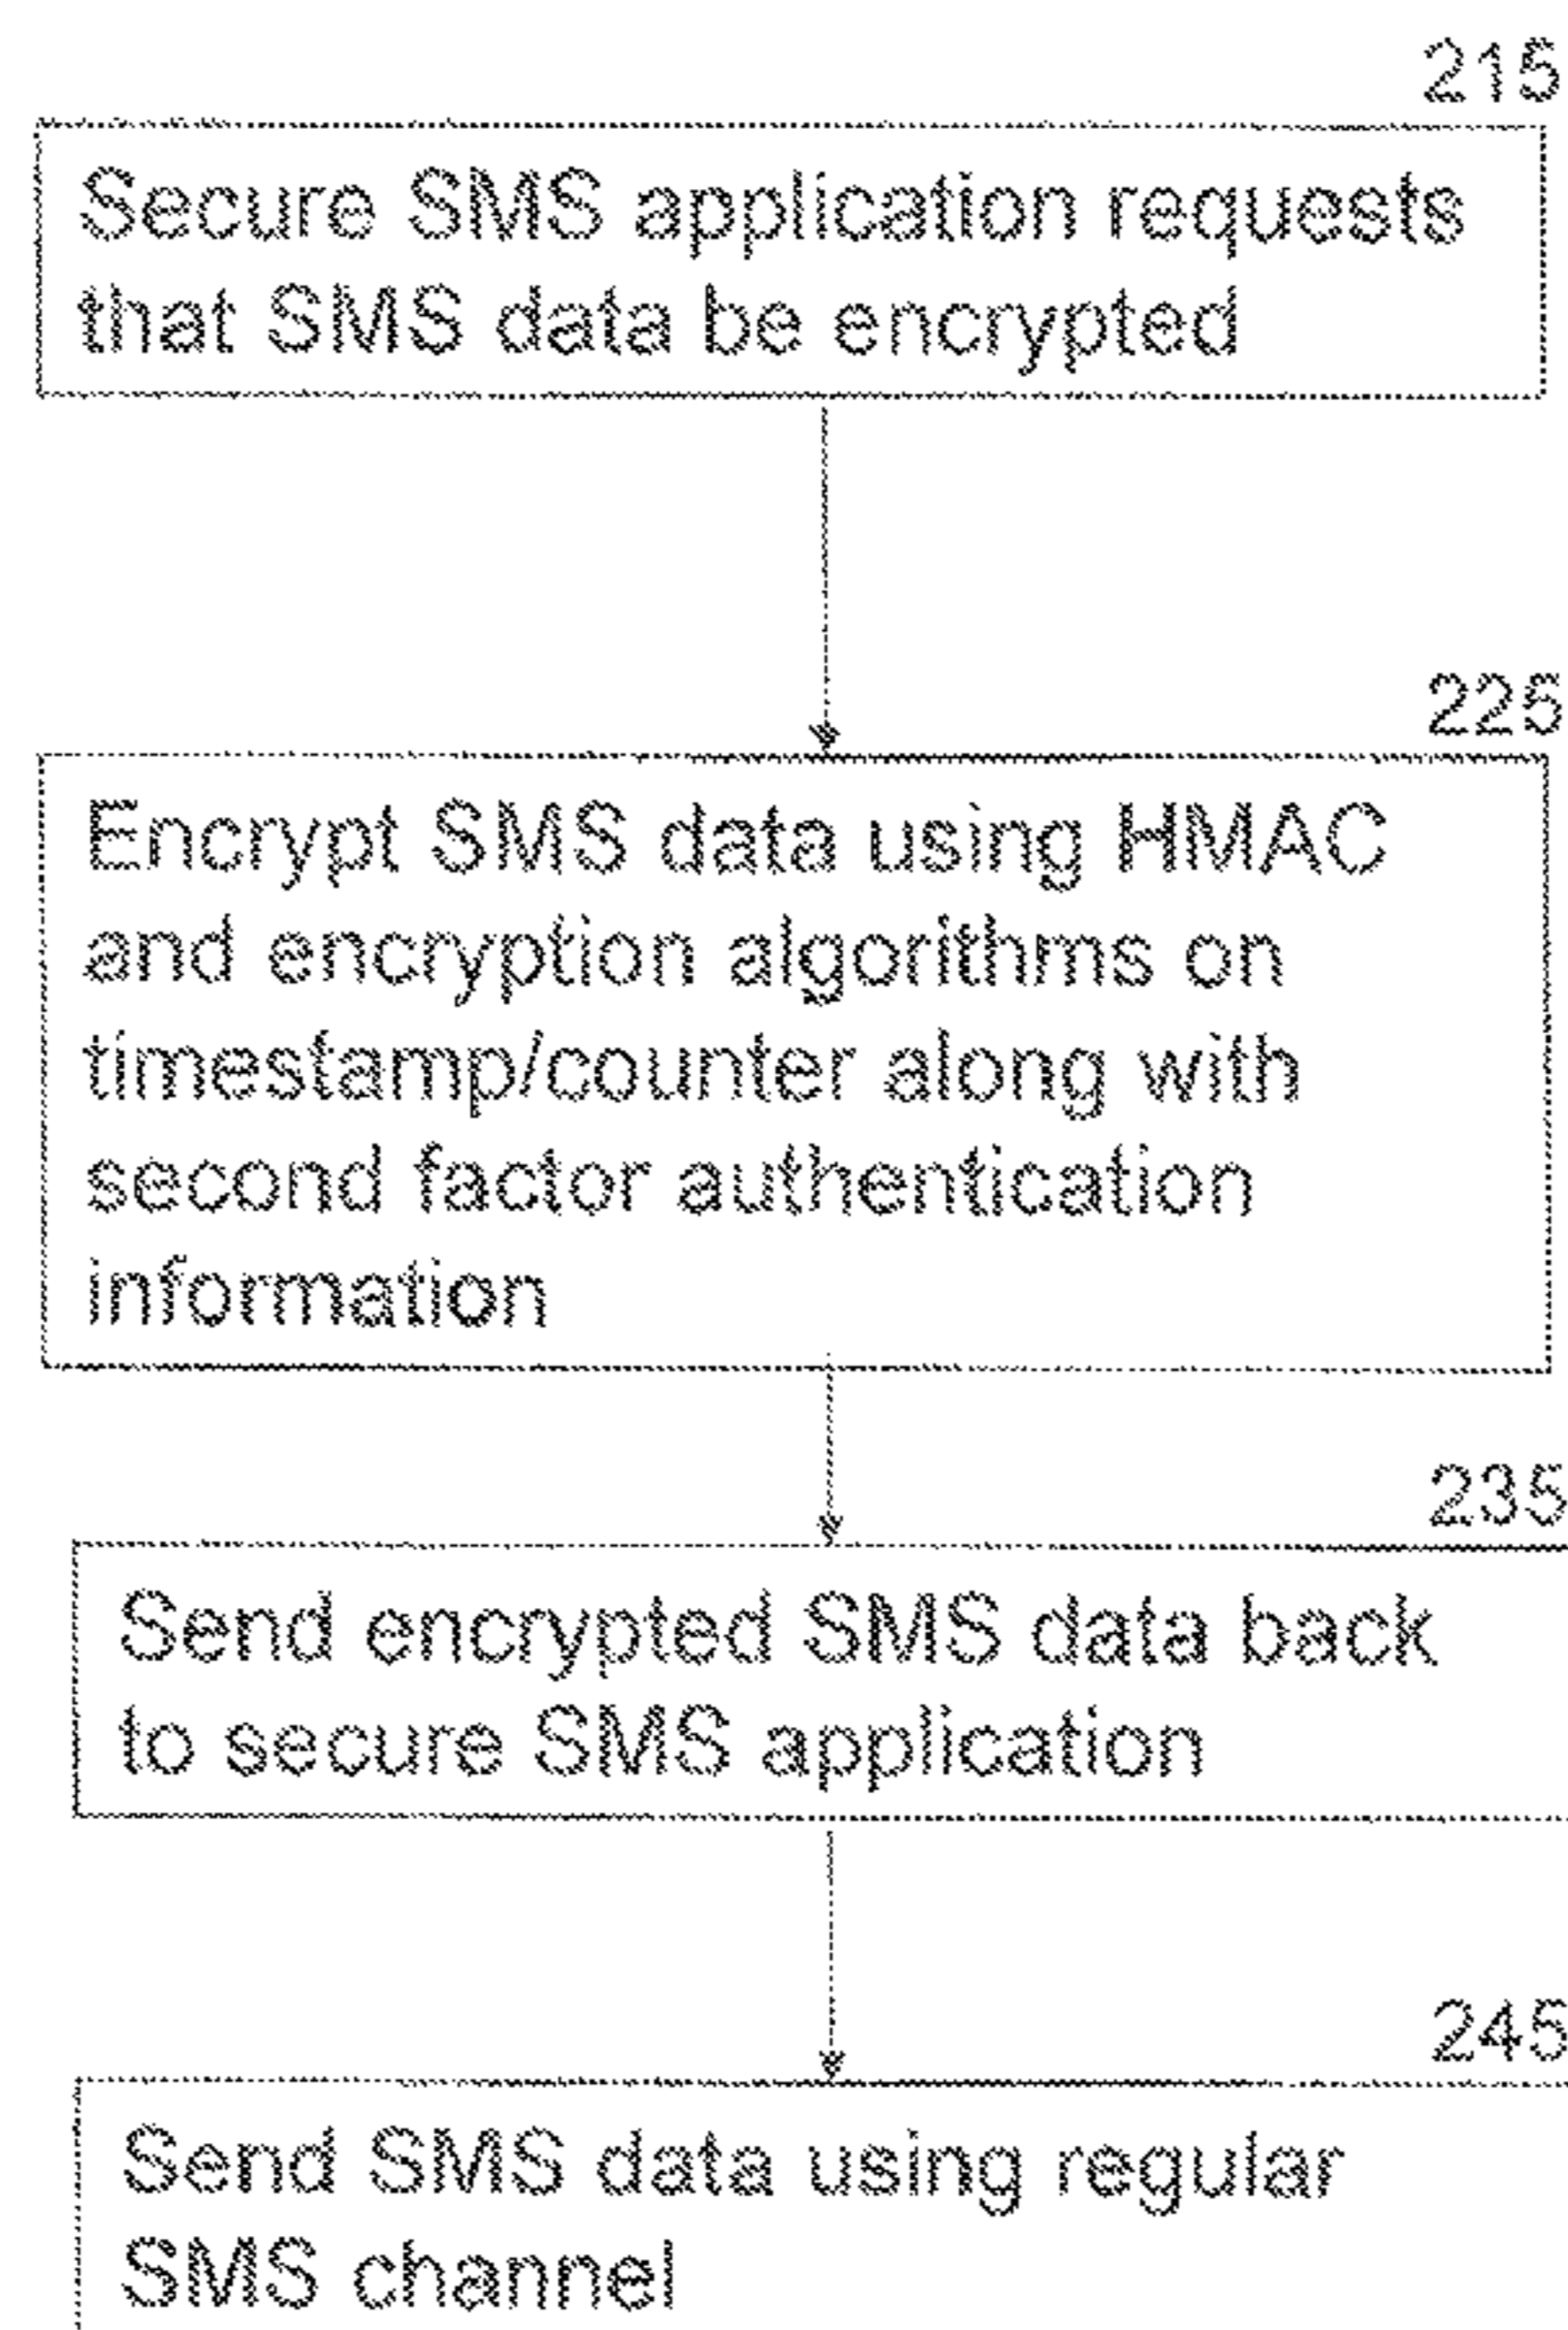 215
Secure SMS application requests
that SMS data be encrypted
225
Encrypt SMS data using HMAC
and encryption algorithms on
timestamp/counter along with
second factor authentication
information
235
Send encrypted SMS data back
to secure SMS application
245
Send SMS data using regular
SMS channel